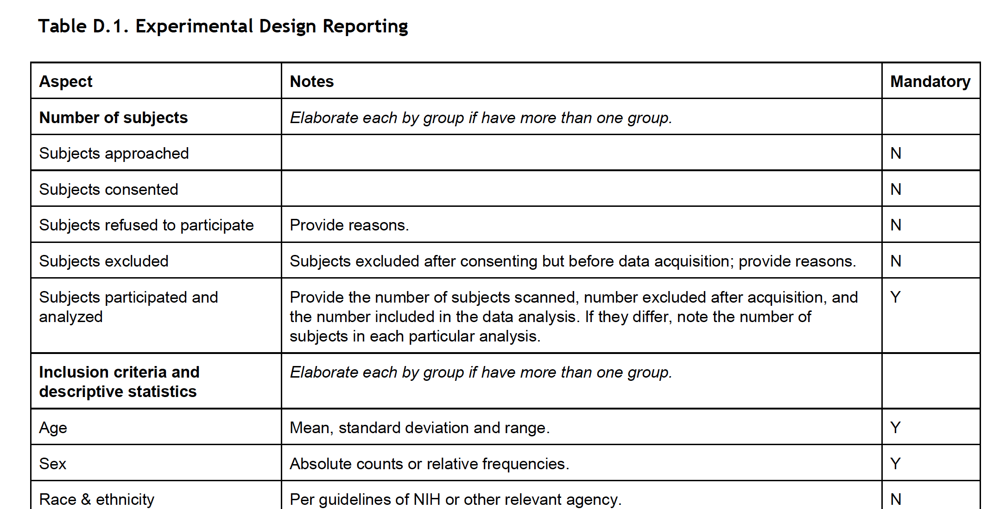 Table D.1. Experimental Design Reporting
Aspect Notes Mandatory
Number of subjects Elaborate each by group if have more than one group.
Subjects approached N
Subjects consented N
Subjects refused to participate Provide reasons. N
Subjects excluded Subjects excluded after consenting but before data acquisition; provide reasons. N
Subjects participated and Provide the number of subjects scanned, number excluded after acquisition, and Y
analyzed the number included in the data analysis. If they differ, note the number of
subjects in each particular analysis.
Inclusion criteria and Elaborate each by group if have more than one group.
descriptive statistics
Age Mean, standard deviation and range. Y
Sex Absolute counts or relative frequencies. Y
Race & ethnicity Per guidelines of NIH or other relevant agency. N